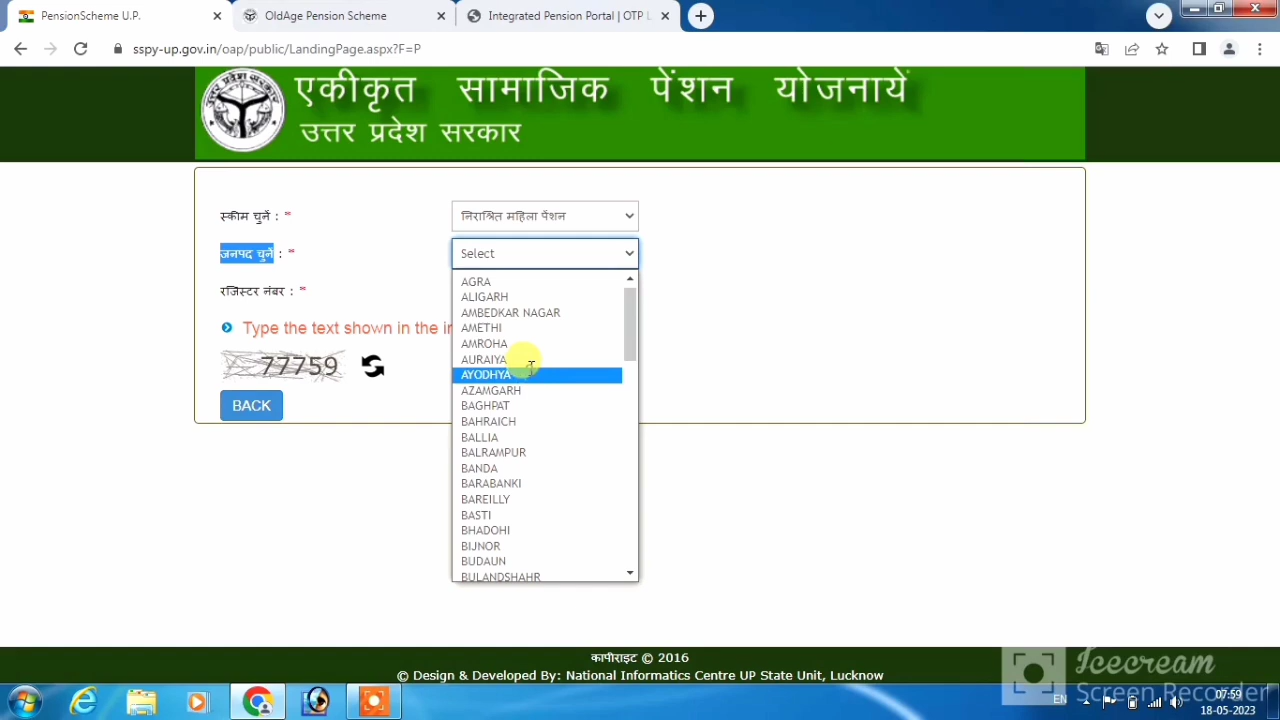 PensionScheme U.P.
OldAge Pension Scheme
Integrated Pension Portal | OTP L
sspy-up.gov.in/oap/public/LandingPage.aspx?F=P
एकीकृत सामाजिक पेंशन योजनायें
उत्तर प्रदेश सरकार
स्कीम चुनें : *
निराश्रित महिला पेंशन
जनपद चुनें : *
Select
रजिस्टर नंबर : *
Type the text shown in the in
77759
BACK
AGRA
ALIGARH
AMBEDKAR NAGAR
AMETHI
AMROHA
AURAIYA
AYODHYA
AZAMGARH
BAGHPAT
BAHRAICH
BALLIA
BALRAMPUR
BANDA
BARABANKI
BAREILLY
BASTI
BHADOHI
BIJNOR
BUDAUN
BULANDSHAHR
कापीराइट © 2016
© Design & Developed By: National Informatics Centre UP State Unit, Lucknow
Icecream
Screen Recorder
EN
07:59
18-05-2023